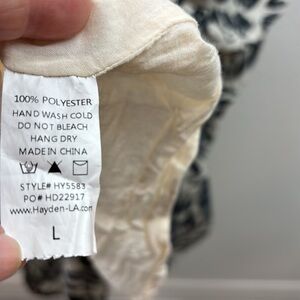 100% POLYESTER
HAND WASH COLD
DO NOT BLEACH
HANG DRY
MADE IN CHINA
STYLE# HY5583
PO# HD22917
www.Hayden-LA.com
L